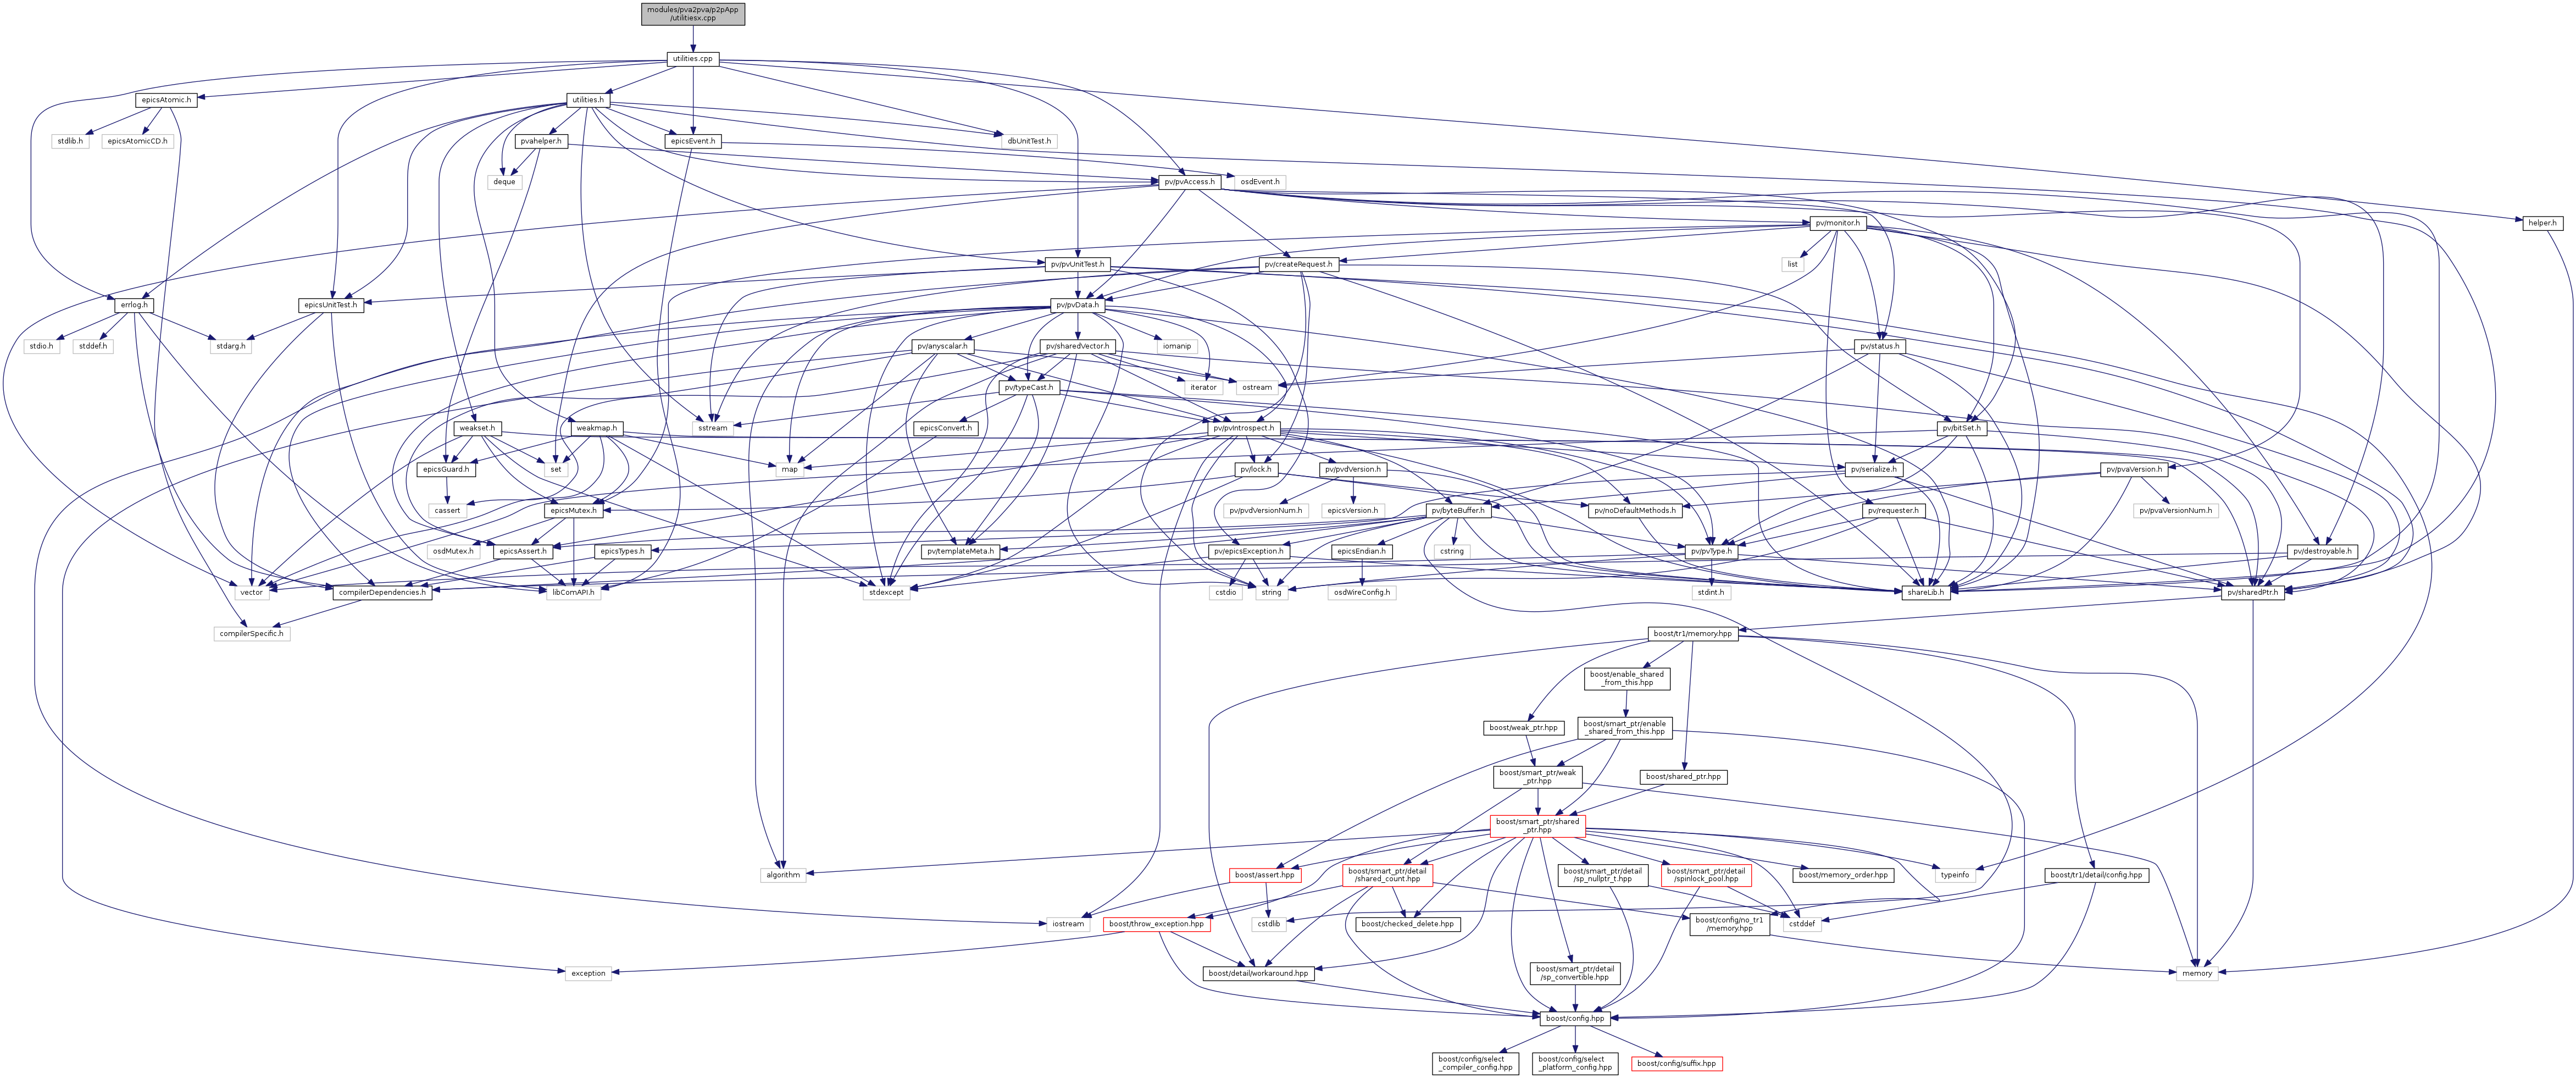 modules/pva2pva/p2pApp
/utilitiesx.cpp
utilities.cpp
epicsAtomic.h
utilities.h
stdlib.h
epicsAtomicCD.h
pvahelper.h
epicsEvent.h
dbUnitTest.h
deque
osdEvent.h
pv/pvAccess.h
pv/monitor.h
helper.h
pv/pvUnitTest.h
pv/createRequest.h
list
errlog.h
epicsUnitTest.h
pv/pvData.h
stdio.h
stddef.h
stdarg.h
pv/anyscalar.h
pv/sharedVector.h
iomanip
pv/status.h
pv/typeCast.h
iterator
ostream
weakset.h
weakmap.h
sstream
epicsConvert.h
pv/pvIntrospect.h
pv/bitSet.h
epicsGuard.h
set
map
pv/lock.h
pv/pvdVersion.h
pv/serialize.h
pv/pvaVersion.h
cassert
epicsMutex.h
pv/pvdVersionNum.h
epicsVersion.h
pv/byteBuffer.h
pv/noDefaultMethods.h
pv/requester.h
pv/pvaVersionNum.h
osdMutex.h
epicsAssert.h
epicsTypes.h
pv/templateMeta.h
pv/epicsException.h
epicsEndian.h
cstring
pv/pvType.h
pv/destroyable.h
vector
compilerDependencies.h
libComAPI.h
stdexcept
cstdio
string
osdWireConfig.h
stdint.h
shareLib.h
pv/sharedPtr.h
compilerSpecific.h
boost/tr1/memory.hpp
boost/enable_shared
_from_this.hpp
boost/weak_ptr.hpp
boost/smart_ptr/enable
_shared_from_this.hpp
boost/smart_ptr/weak
_ptr.hpp
boost/shared_ptr.hpp
boost/smart_ptr/shared
_ptr.hpp
algorithm
boost/assert.hpp
boost/smart_ptr/detail
/shared_count.hpp
boost/smart_ptr/detail
/sp_nullptr_t.hpp
boost/smart_ptr/detail
/spinlock_pool.hpp
boost/memory_order.hpp
typeinfo
boost/tr1/detail/config.hpp
iostream
boost/throw_exception.hpp
cstdlib
boost/checked_delete.hpp
boost/config/no_tr1
/memory.hpp
cstddef
exception
boost/detail/workaround.hpp
boost/smart_ptr/detail
/sp_convertible.hpp
memory
boost/config.hpp
boost/config/select
_compiler_config.hpp
boost/config/select
_platform_config.hpp
boost/config/suffix.hpp